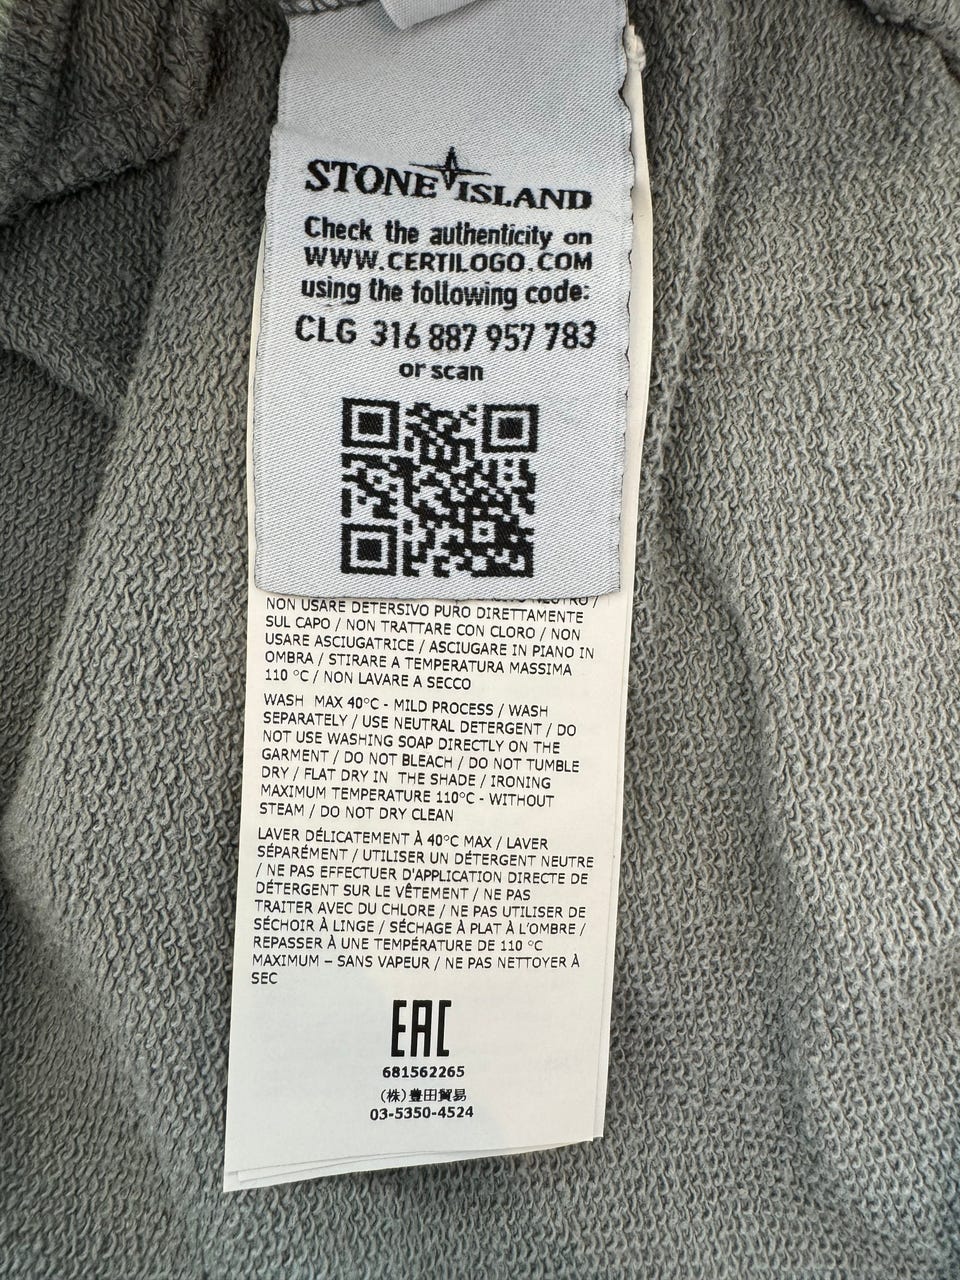 STONE ISLAND
Check the authenticity on
WWW.CERTILOGO.COM
using the following code:
CLG 316 887 957 783
or scan
NEUTRO /
NON USARE DETERSIVO PURO DIRETTAMENTE
SUL CAPO / NON TRATTARE CON CLORO / NON
USARE ASCIUGATRICE / ASCIUGARE IN PIANO IN
OMBRA / STIRARE A TEMPERATURA MASSIMA
110 °C / NON LAVARE A SECCO
WASH MAX 40°C - MILD PROCESS / WASH
SEPARATELY / USE NEUTRAL DETERGENT / DO
NOT USE WASHING SOAP DIRECTLY ON THE
GARMENT / DO NOT BLEACH / DO NOT TUMBLE
DRY / FLAT DRY IN THE SHADE / IRONING
MAXIMUM TEMPERATURE 110°C - WITHOUT
STEAM / DO NOT DRY CLEAN
LAVER DÉLICATEMENT À 40°C MAX / LAVER
SÉPARÉMENT / UTILISER UN DÉTERGENT NEUTRE
/ NE PAS EFFECTUER D'APPLICATION DIRECTE DE
DÉTERGENT SUR LE VÊTEMENT / NE PAS
TRAITER AVEC DU CHLORE / NE PAS UTILISER DE
SÉCHOIR À LINGE / SÉCHAGE À PLAT À L'OMBRE /
REPASSER À UNE TEMPÉRATURE DE 110 °C
MAXIMUM – SANS VAPEUR / NE PAS NETTOYER À
SEC
EAC
681562265
(株)豊田貿易
03-5350-4524